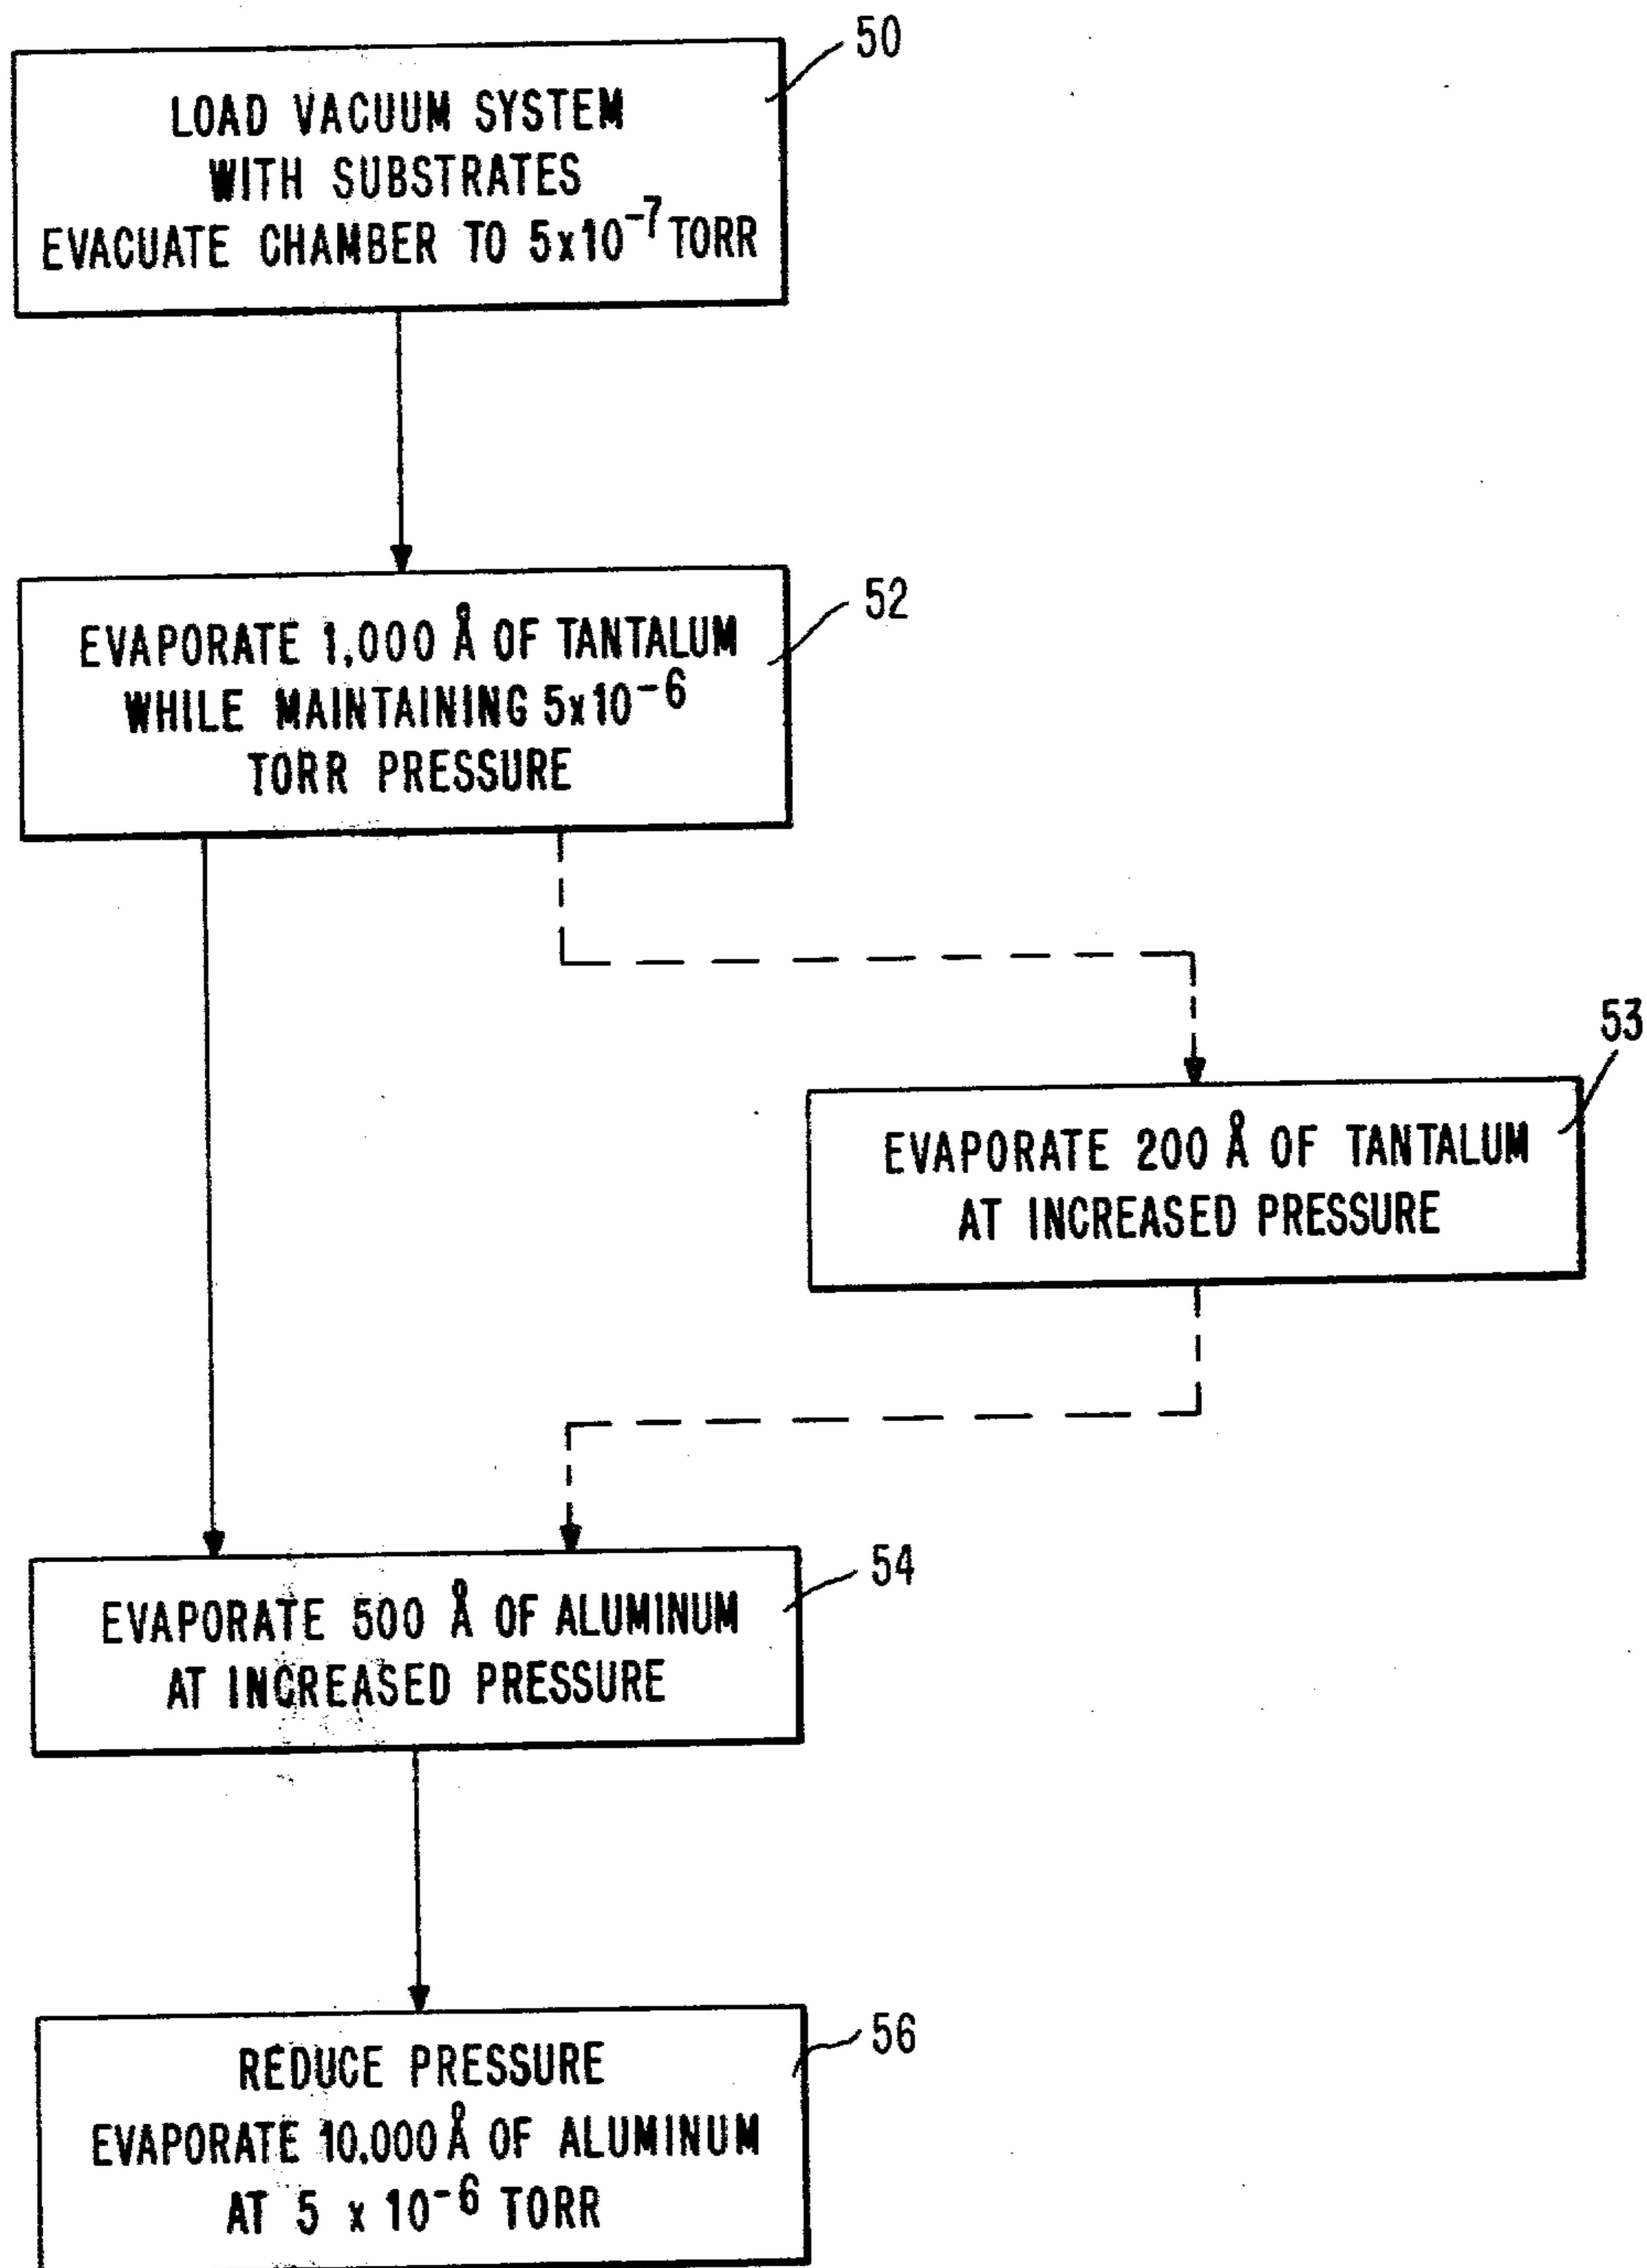 50
LOAD VACUUM SYSTEM
WITH SUBSTRATES
EVACUATE CHAMBER TO 5x10⁻⁷ TORR
52
EVAPORATE 1,000 Å OF TANTALUM
WHILE MAINTAINING 5x10⁻⁶
TORR PRESSURE
53
EVAPORATE 200 Å OF TANTALUM
AT INCREASED PRESSURE
54
EVAPORATE 500 Å OF ALUMINUM
AT INCREASED PRESSURE
56
REDUCE PRESSURE
EVAPORATE 10,000 Å OF ALUMINUM
AT 5 x 10⁻⁶ TORR